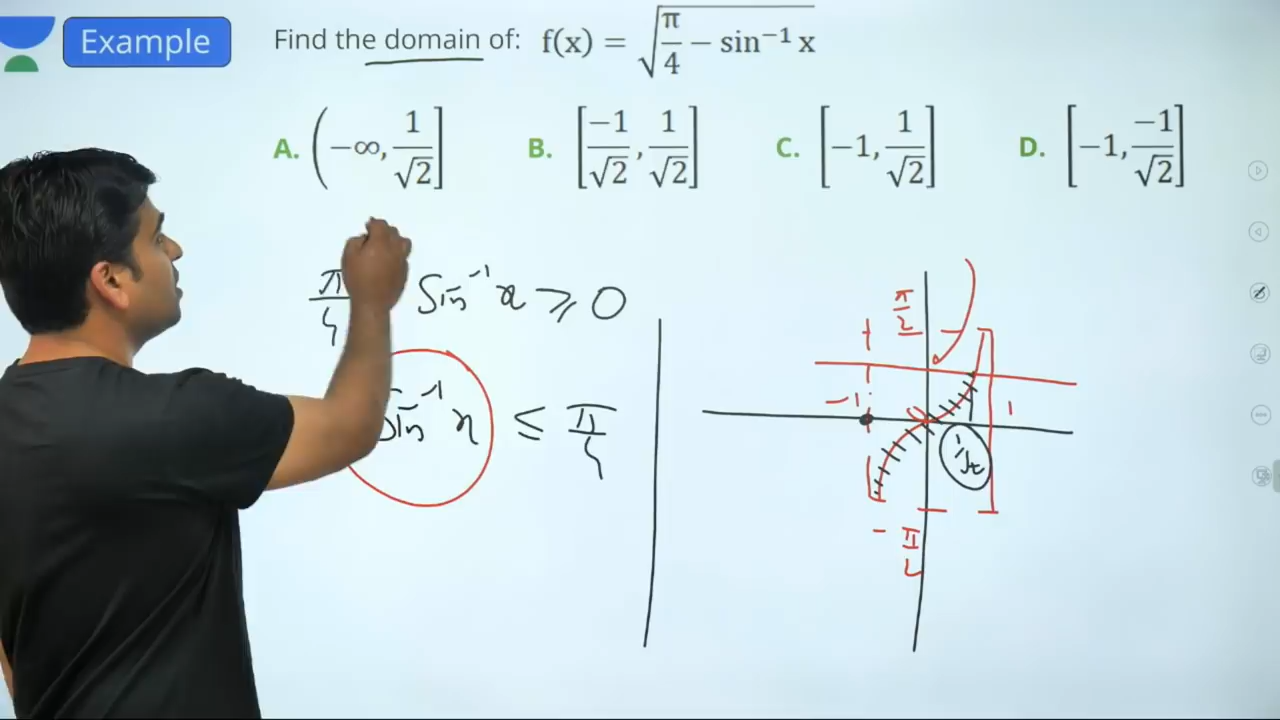 Example
Find the domain of: f(x) = √(π/4 − sin⁻¹ x)
A. (−∞, 1/√2]
B. [−1/√2, 1/√2]
C. [−1, 1/√2]
D. [−1, −1/√2]
π/4 Sin⁻¹ x ≥ 0
Sin⁻¹ x ≤ π/4
π/2
−1
1
1/√2
−π/2